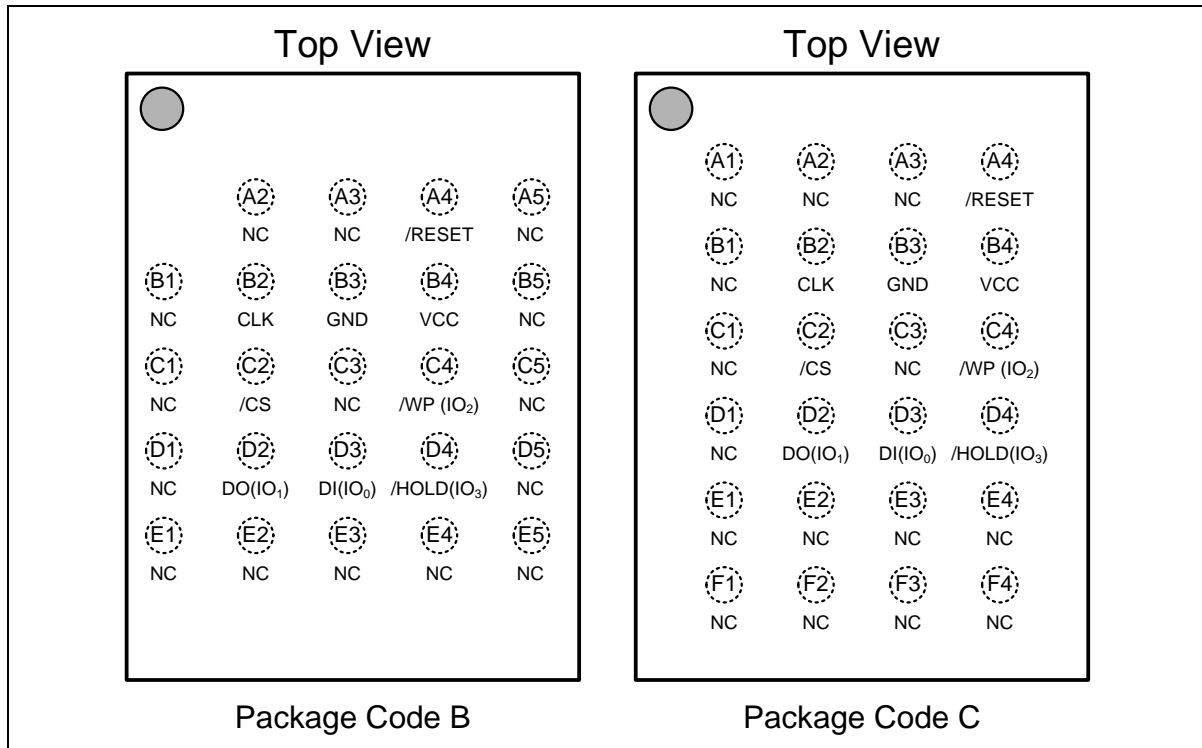 Top View
A2 A3 A4 A5
NC NC /RESET NC
B1 B2 B3 B4 B5
NC CLK GND VCC NC
C1 C2 C3 C4 C5
NC /CS NC /WP (IO₂) NC
D1 D2 D3 D4 D5
NC DO(IO₁) DI(IO₀) /HOLD(IO₃) NC
E1 E2 E3 E4 E5
NC NC NC NC NC
Package Code B
Top View
A1 A2 A3 A4
NC NC NC /RESET
B1 B2 B3 B4
NC CLK GND VCC
C1 C2 C3 C4
NC /CS NC /WP (IO₂)
D1 D2 D3 D4
NC DO(IO₁) DI(IO₀) /HOLD(IO₃)
E1 E2 E3 E4
NC NC NC NC
F1 F2 F3 F4
NC NC NC NC
Package Code C